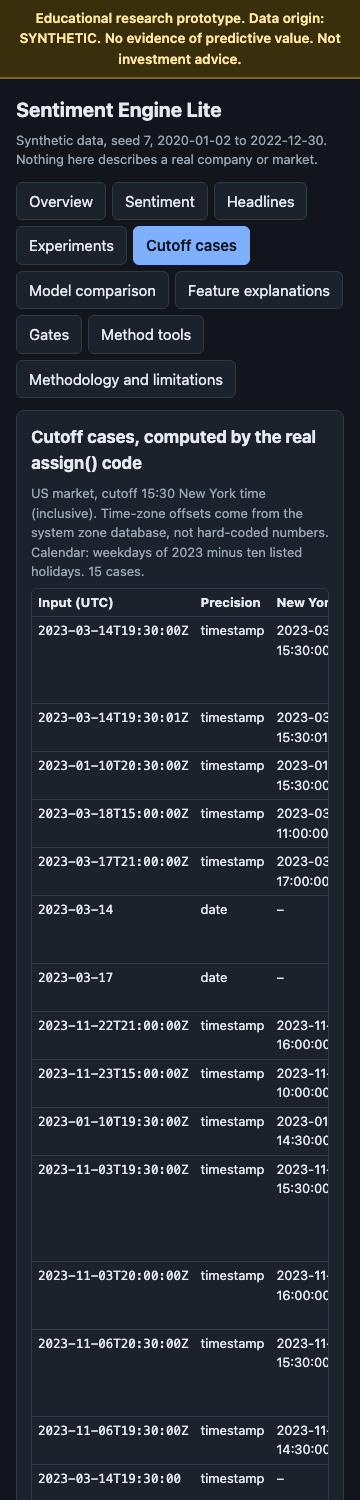 Educational research prototype. Data origin:
SYNTHETIC. No evidence of predictive value. Not
investment advice.
Sentiment Engine Lite
Synthetic data, seed 7, 2020-01-02 to 2022-12-30.
Nothing here describes a real company or market.
Overview Sentiment Headlines
Experiments Cutoff cases
Model comparison Feature explanations
Gates Method tools
Methodology and limitations
Cutoff cases, computed by the real
assign() code
US market, cutoff 15:30 New York time
(inclusive). Time-zone offsets come from the
system zone database, not hard-coded numbers.
Calendar: weekdays of 2023 minus ten listed
holidays. 15 cases.
Input (UTC) Precision New Yor
2023-03-14T19:30:00Z timestamp 2023-03
15:30:00
2023-03-14T19:30:01Z timestamp 2023-03
15:30:01
2023-01-10T20:30:00Z timestamp 2023-01
15:30:00
2023-03-18T15:00:00Z timestamp 2023-03
11:00:00
2023-03-17T21:00:00Z timestamp 2023-03
17:00:00
2023-03-14 date –
2023-03-17 date –
2023-11-22T21:00:00Z timestamp 2023-11-
16:00:00
2023-11-23T15:00:00Z timestamp 2023-11-
10:00:00
2023-01-10T19:30:00Z timestamp 2023-01
14:30:00
2023-11-03T19:30:00Z timestamp 2023-11-
15:30:00
2023-11-03T20:00:00Z timestamp 2023-11-
16:00:00
2023-11-06T20:30:00Z timestamp 2023-11-
15:30:00
2023-11-06T19:30:00Z timestamp 2023-11-
14:30:00
2023-03-14T19:30:00 timestamp –